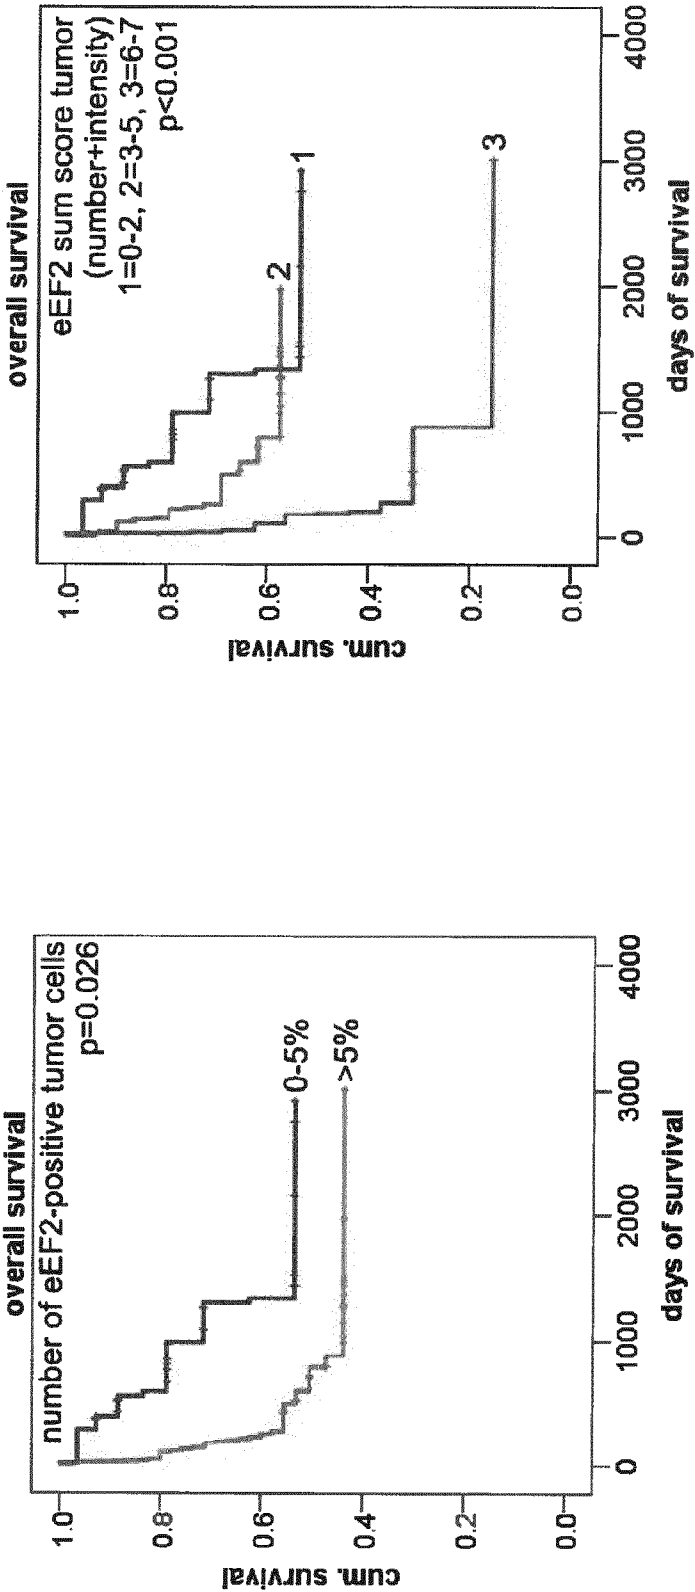 overall survival
number of eEF2-positive tumor cells
p=0.026
1.0
0.8
0.6
0.4
0.2
0.0
cum. survival
0-5%
>5%
0
1000
2000
3000
4000
days of survival
overall survival
eEF2 sum score tumor
(number+intensity)
1=0-2, 2=3-5, 3=6-7
p<0.001
1.0
0.8
0.6
0.4
0.2
0.0
cum. survival
2
1
3
0
1000
2000
3000
4000
days of survival